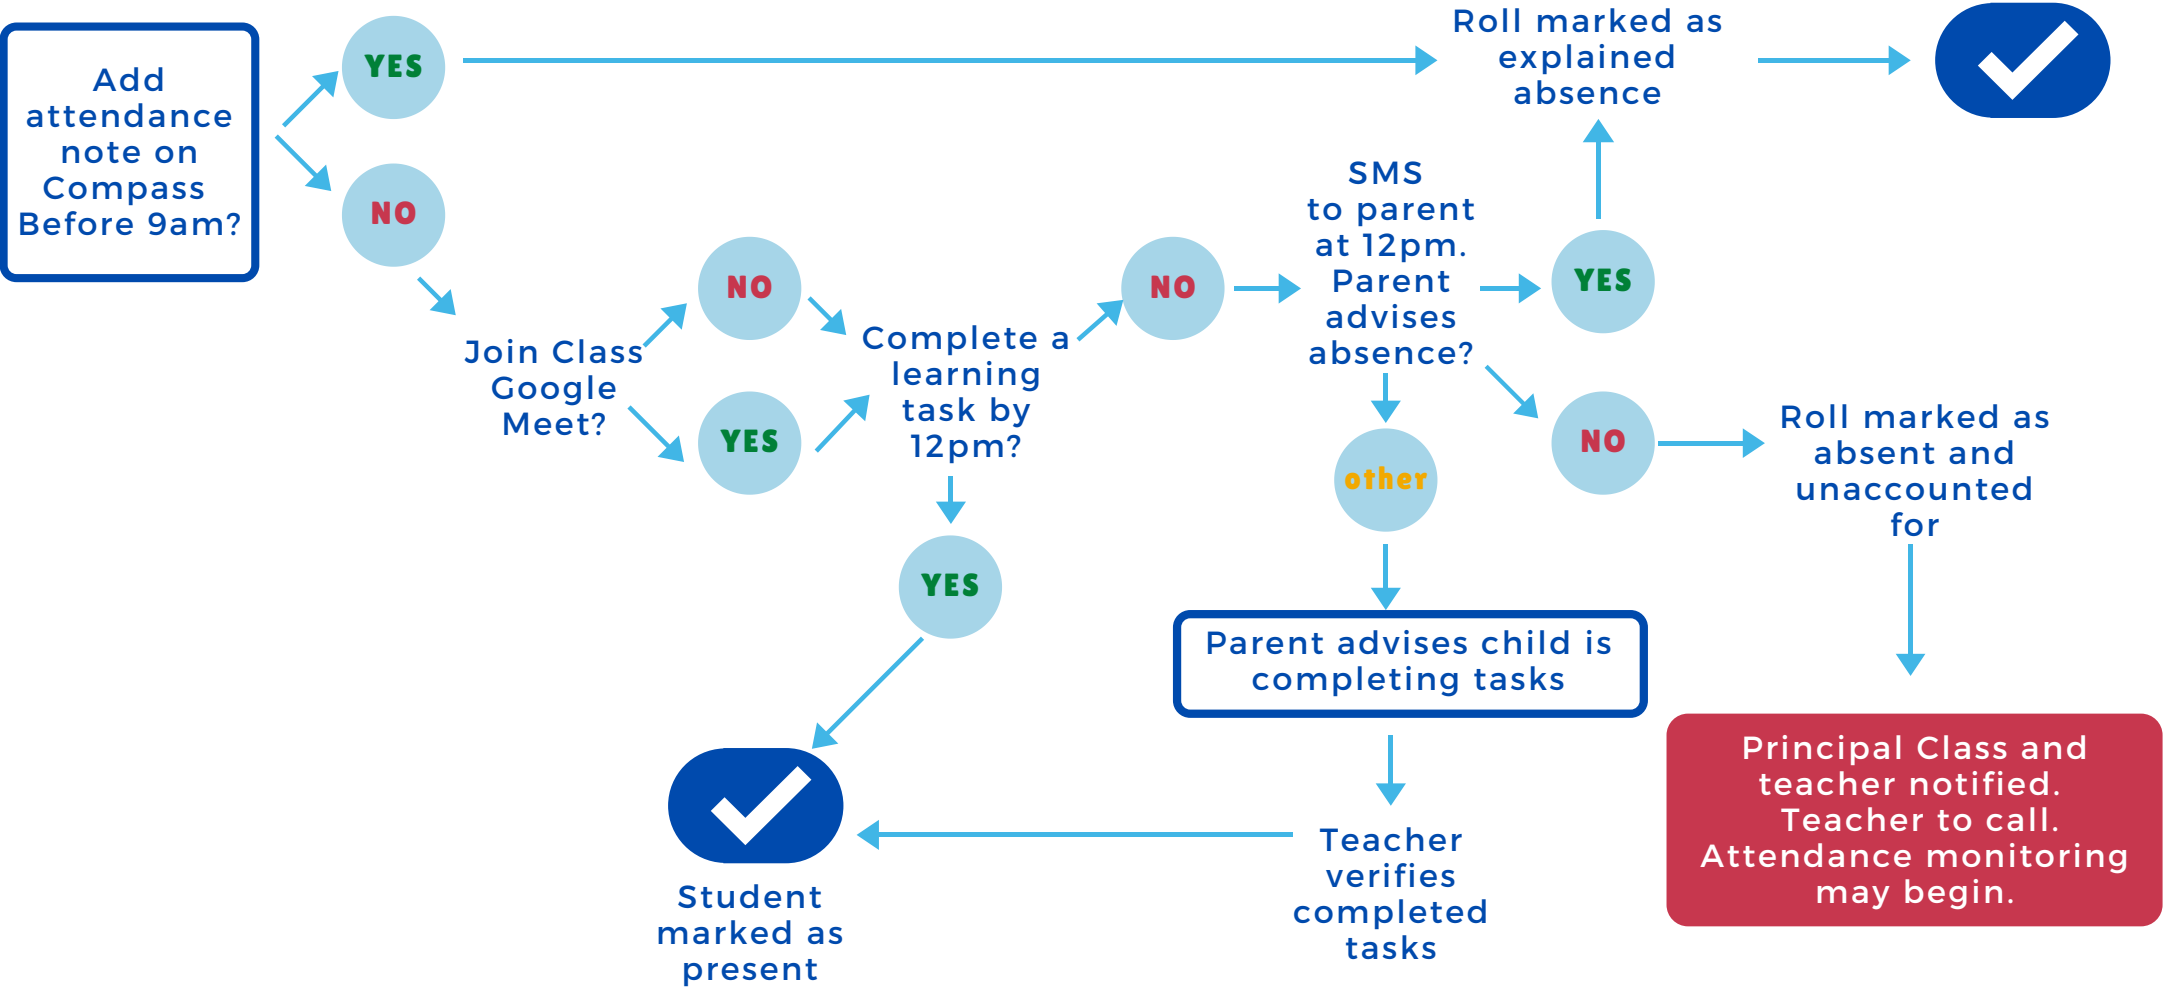 Add
attendance
note on
Compass
Before 9am?
YES
NO
Roll marked as
explained
absence
Join Class
Google
Meet?
NO
YES
Complete a
learning
task by
12pm?
NO
YES
SMS
to parent
at 12pm.
Parent
advises
absence?
YES
NO
other
Roll marked as
absent and
unaccounted
for
Parent advises child is
completing tasks
Teacher
verifies
completed
tasks
Student
marked as
present
Principal Class and
teacher notified.
Teacher to call.
Attendance monitoring
may begin.